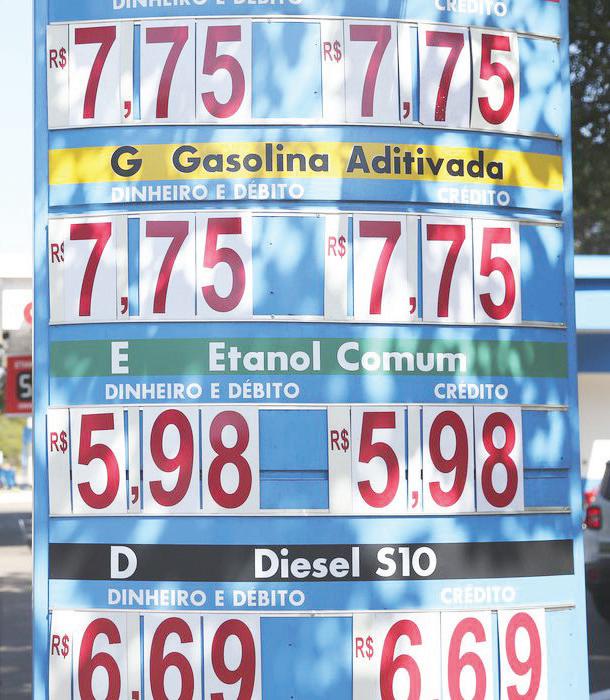 DINHEIRO E DÉBITO CRÉDITO
R$ 7,75 R$ 7,75
G Gasolina Aditivada
DINHEIRO E DÉBITO CRÉDITO
R$ 7,75 R$ 7,75
E Etanol Comum
DINHEIRO E DÉBITO CRÉDITO
R$ 5,98 R$ 5,98
D Diesel S10
DINHEIRO E DÉBITO CRÉDITO
R$ 6,69 R$ 6,69